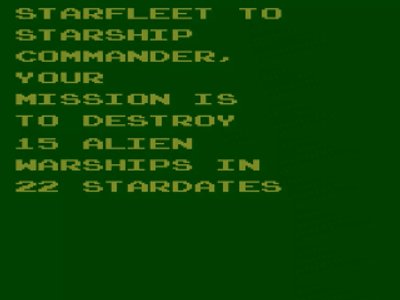 STARFLEET TO
STARSHIP
COMMANDER,
YOUR
MISSION IS
TO DESTROY
15 ALIEN
WARSHIPS IN
22 STARDATES